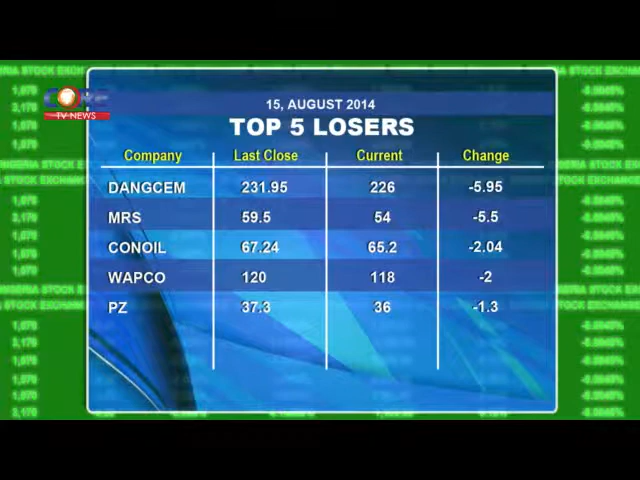 CORE
TV NEWS
15, AUGUST 2014
TOP 5 LOSERS
Company Last Close Current Change
DANGCEM 231.95 226 -5.95
MRS 59.5 54 -5.5
CONOIL 67.24 65.2 -2.04
WAPCO 120 118 -2
PZ 37.3 36 -1.3